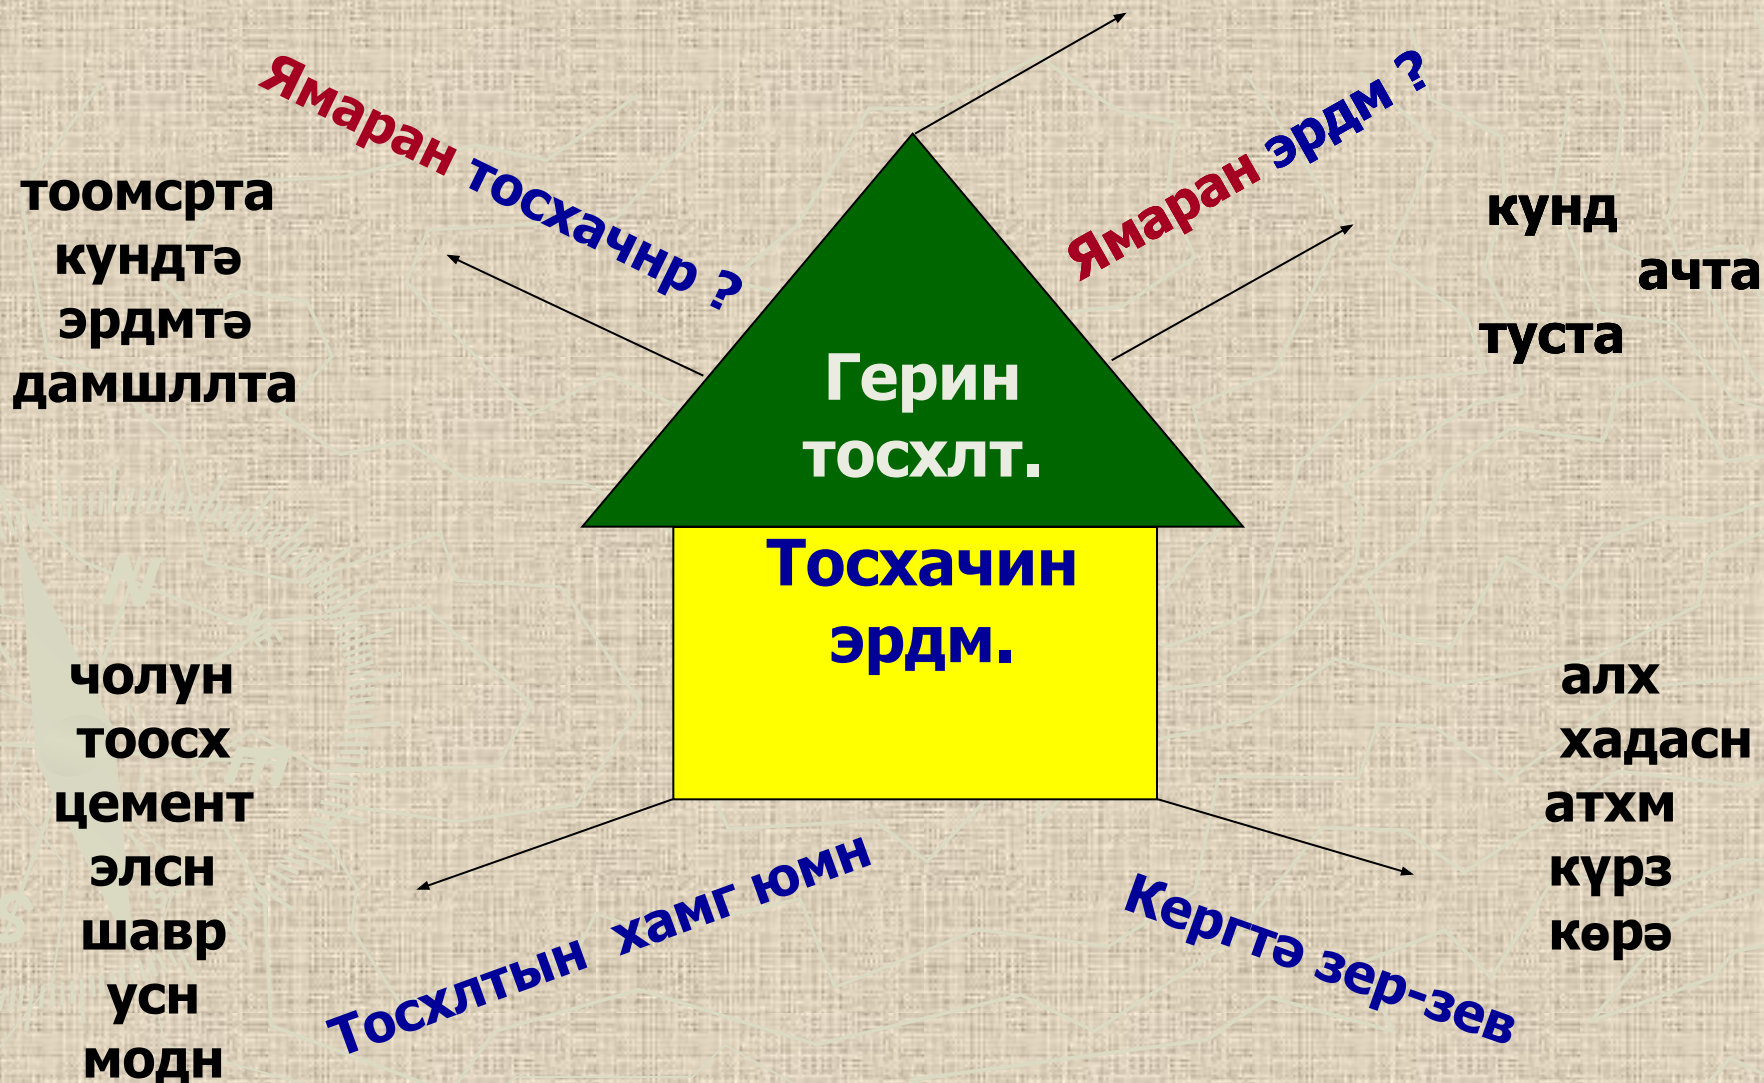 Ямаран тосхачнр ?
тоомсрта
кундтә
эрдмтә
дамшллта
Ямаран эрдм ?
кунд
ачта
туста
Герин
тосхлт.
Тосхачин
эрдм.
чолун
тоосх
цемент
элсн
шавр
усн
модн
Тосхлтын хамг юмн
Кергтә зер-зев
алх
хадасн
атхм
күрз
көрә
N
E
S